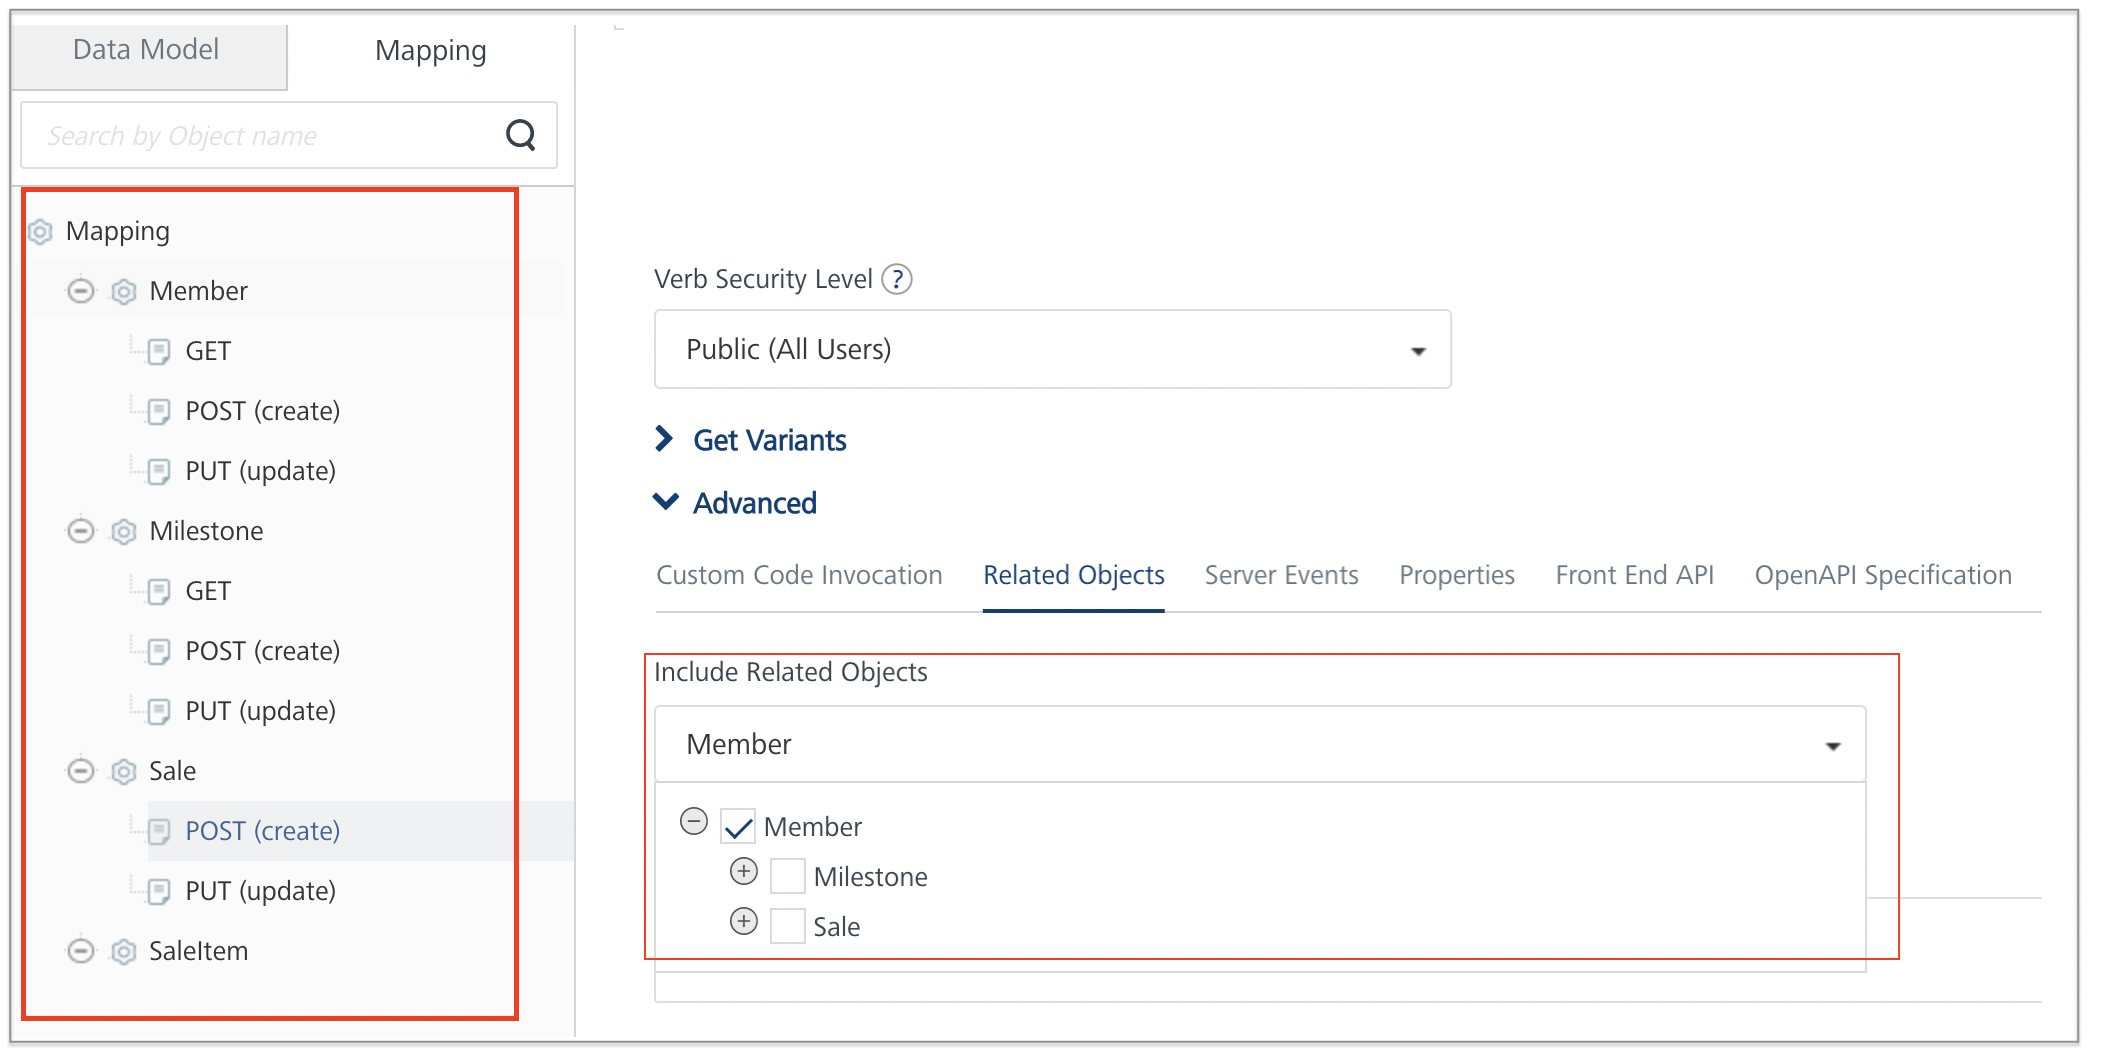 Data Model
Mapping
Search by Object name
Mapping
Member
GET
POST (create)
PUT (update)
Milestone
GET
POST (create)
PUT (update)
Sale
POST (create)
PUT (update)
SaleItem
Verb Security Level ?
Public (All Users)
Get Variants
Advanced
Custom Code Invocation Related Objects Server Events Properties Front End API OpenAPI Specification
Include Related Objects
Member
Member
Milestone
Sale